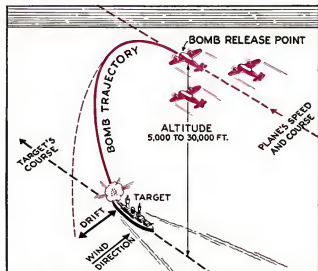 BOMB RELEASE POINT
BOMB TRAJECTORY
ALTITUDE
5,000 TO 30,000 FT.
PLANE'S SPEED
AND COURSE
TARGET'S
COURSE
TARGET
DRIFT
WIND
DIRECTION